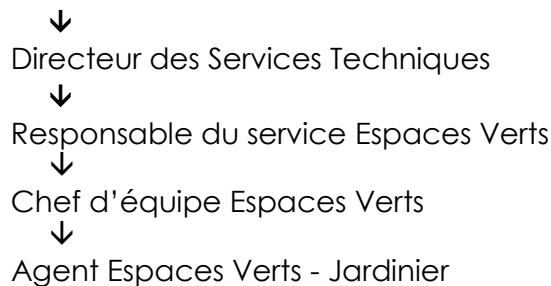 ↓
Directeur des Services Techniques
↓
Responsable du service Espaces Verts
↓
Chef d’équipe Espaces Verts
↓
Agent Espaces Verts - Jardinier